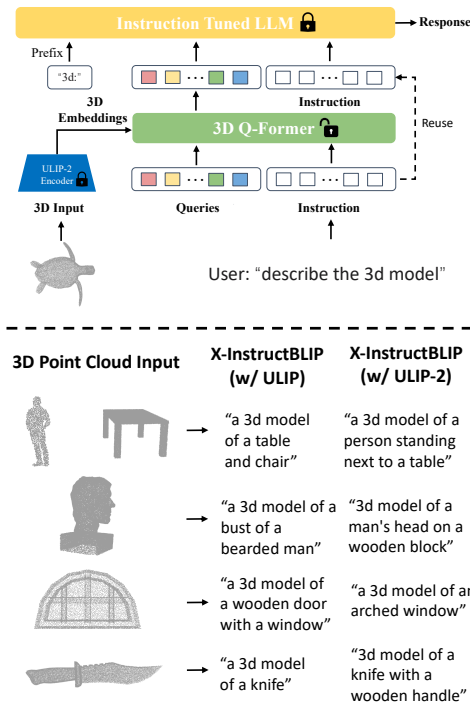 Instruction Tuned LLM
Response
Prefix
"3d:"
3D
Embeddings
Instruction
Reuse
3D Q-Former
ULIP-2
Encoder
3D Input
Queries
Instruction
User: "describe the 3d model"
3D Point Cloud Input
X-InstructBLIP
(w/ ULIP)
X-InstructBLIP
(w/ ULIP-2)
"a 3d model
of a table
and chair"
"a 3d model of a
person standing
next to a table"
"a 3d model of a
bust of a
bearded man"
"3d model of a
man's head on a
wooden block"
"a 3d model of
a wooden door
with a window"
"a 3d model of an
arched window"
"a 3d model
of a knife"
"3d model of a
knife with a
wooden handle"